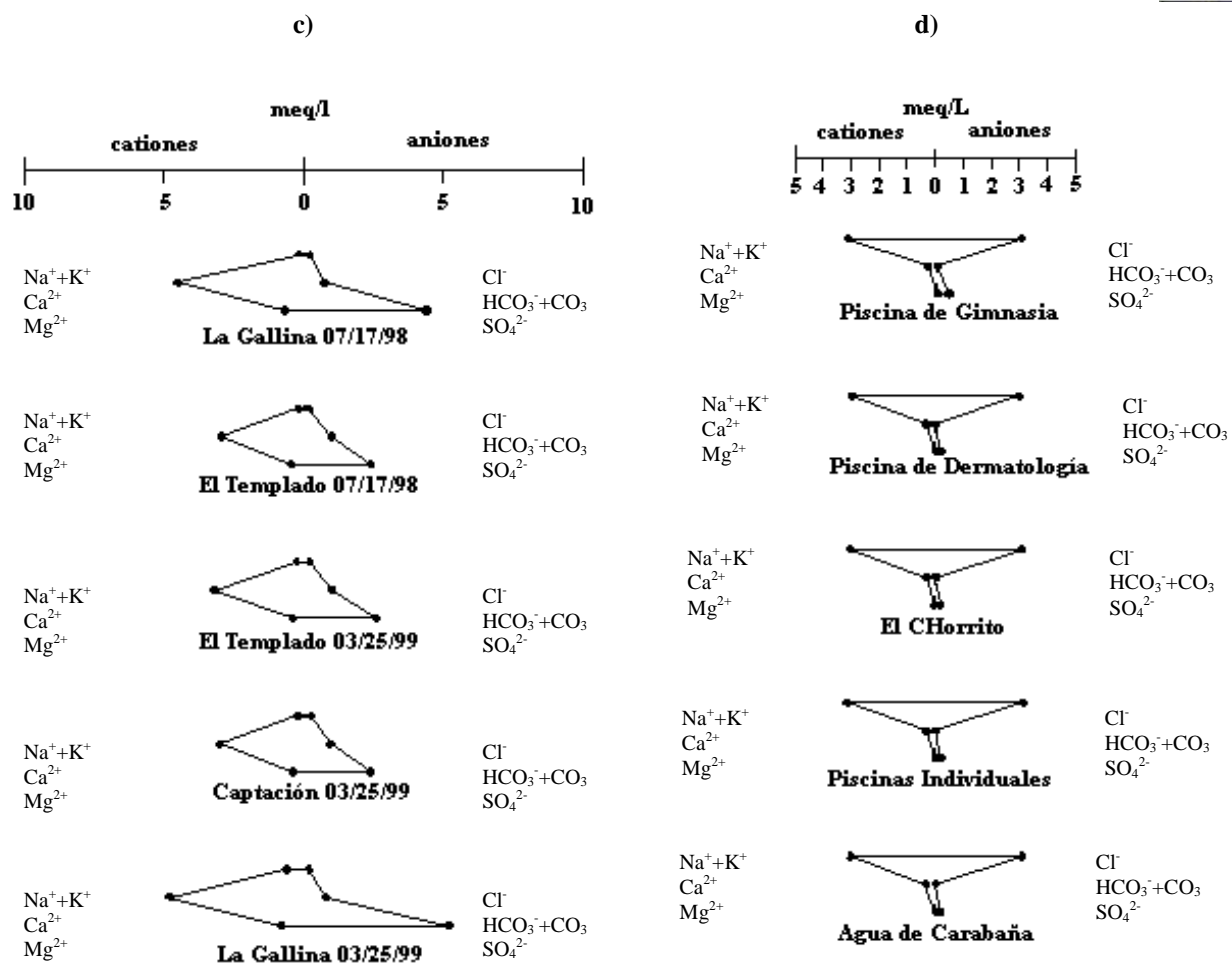 c)
meq/l
cationes aniones
10 5 0 5 10
Na⁺+K⁺ Cl⁻
Ca²⁺ HCO₃⁻+CO₃
Mg²⁺ SO₄²⁻
La Gallina 07/17/98
Na⁺+K⁺ Cl⁻
Ca²⁺ HCO₃⁻+CO₃
Mg²⁺ SO₄²⁻
El Templado 07/17/98
Na⁺+K⁺ Cl⁻
Ca²⁺ HCO₃⁻+CO₃
Mg²⁺ SO₄²⁻
El Templado 03/25/99
Na⁺+K⁺ Cl⁻
Ca²⁺ HCO₃⁻+CO₃
Mg²⁺ SO₄²⁻
Captación 03/25/99
Na⁺+K⁺ Cl⁻
Ca²⁺ HCO₃⁻+CO₃
Mg²⁺ SO₄²⁻
La Gallina 03/25/99
d)
meq/L
cationes aniones
5 4 3 2 1 0 1 2 3 4 5
Na⁺+K⁺ Cl⁻
Ca²⁺ HCO₃⁻+CO₃
Mg²⁺ SO₄²⁻
Piscina de Gimnasia
Na⁺+K⁺ Cl⁻
Ca²⁺ HCO₃⁻+CO₃
Mg²⁺ SO₄²⁻
Piscina de Dermatología
Na⁺+K⁺ Cl⁻
Ca²⁺ HCO₃⁻+CO₃
Mg²⁺ SO₄²⁻
El CHorrito
Na⁺+K⁺ Cl⁻
Ca²⁺ HCO₃⁻+CO₃
Mg²⁺ SO₄²⁻
Piscinas Individuales
Na⁺+K⁺ Cl⁻
Ca²⁺ HCO₃⁻+CO₃
Mg²⁺ SO₄²⁻
Agua de Carabaña